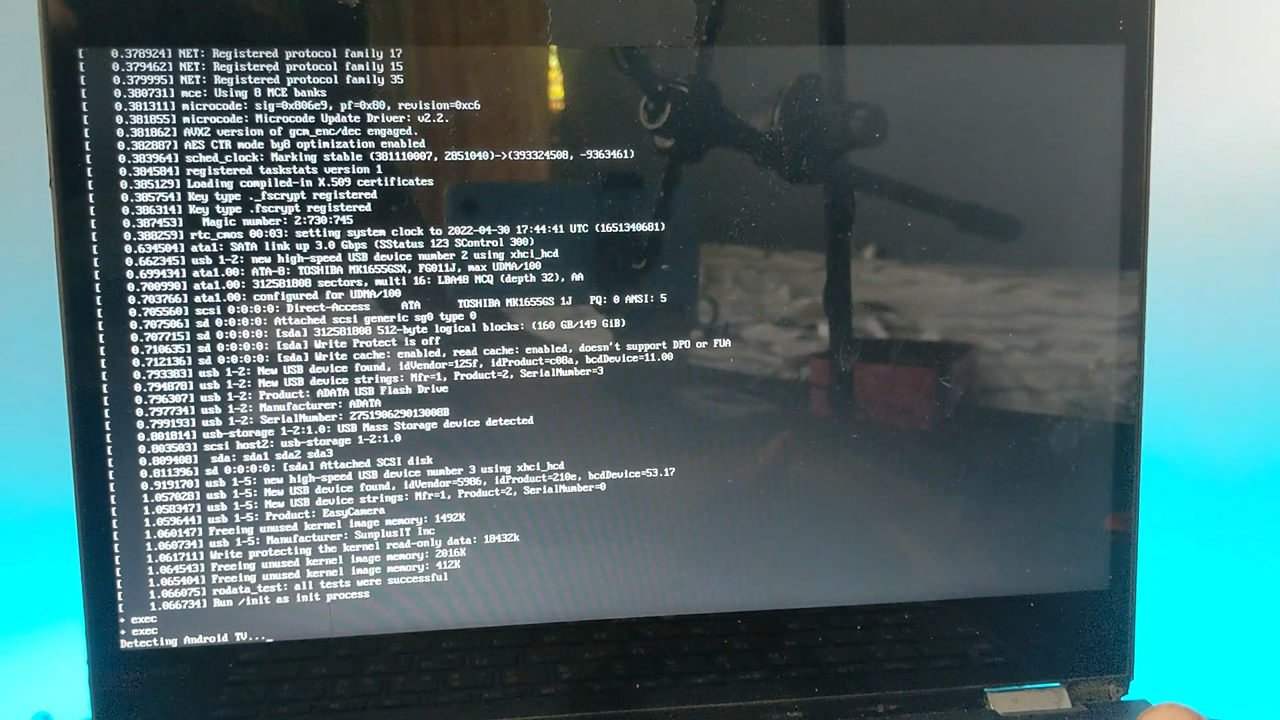 [ 0.378924] NET: Registered protocol family 17
[ 0.379462] NET: Registered protocol family 15
[ 0.379995] NET: Registered protocol family 35
[ 0.380731] mce: Using 8 MCE banks
[ 0.381311] microcode: sig=0x806e9, pf=0x80, revision=0xc6
[ 0.381855] microcode: Microcode Update Driver: v2.2.
[ 0.381862] AVX2 version of gcm_enc/dec engaged.
[ 0.382887] AES CTR mode by8 optimization enabled
[ 0.383964] sched_clock: Marking stable (381110007, 2851040)->(393324508, -9363461)
[ 0.384584] registered taskstats version 1
[ 0.385129] Loading compiled-in X.509 certificates
[ 0.385754] Key type ._fscrypt registered
[ 0.386314] Key type .fscrypt registered
[ 0.387453]   Magic number: 2:730:745
[ 0.388259] rtc_cmos 00:03: setting system clock to 2022-04-30 17:44:41 UTC (1651340681)
[ 0.634504] ata1: SATA link up 3.0 Gbps (SStatus 123 SControl 300)
[ 0.662345] usb 1-2: new high-speed USB device number 2 using xhci_hcd
[ 0.699434] ata1.00: ATA-8: TOSHIBA MK1655GSX, FG011J, max UDMA/100
[ 0.700990] ata1.00: 312581808 sectors, multi 16: LBA48 NCQ (depth 32), AA
[ 0.703766] ata1.00: configured for UDMA/100
[ 0.705560] scsi 0:0:0:0: Direct-Access     ATA      TOSHIBA MK1655GS 1J   PQ: 0 ANSI: 5
[ 0.707506] sd 0:0:0:0: Attached scsi generic sg0 type 0
[ 0.707715] sd 0:0:0:0: [sda] 312581808 512-byte logical blocks: (160 GB/149 GiB)
[ 0.710635] sd 0:0:0:0: [sda] Write Protect is off
[ 0.712136] sd 0:0:0:0: [sda] Write cache: enabled, read cache: enabled, doesn't support DPO or FUA
[ 0.793383] usb 1-2: New USB device found, idVendor=125f, idProduct=c08a, bcdDevice=11.00
[ 0.794878] usb 1-2: New USB device strings: Mfr=1, Product=2, SerialNumber=3
[ 0.796307] usb 1-2: Product: ADATA USB Flash Drive
[ 0.797734] usb 1-2: Manufacturer: ADATA
[ 0.799193] usb 1-2: SerialNumber: 275190629013008B
[ 0.801814] usb-storage 1-2:1.0: USB Mass Storage device detected
[ 0.803503] scsi host2: usb-storage 1-2:1.0
[ 0.809408]  sda: sda1 sda2 sda3
[ 0.811396] sd 0:0:0:0: [sda] Attached SCSI disk
[ 0.919170] usb 1-5: new high-speed USB device number 3 using xhci_hcd
[ 1.057028] usb 1-5: New USB device found, idVendor=5986, idProduct=210e, bcdDevice=53.17
[ 1.058347] usb 1-5: New USB device strings: Mfr=1, Product=2, SerialNumber=0
[ 1.059644] usb 1-5: Product: EasyCamera
[ 1.060147] Freeing unused kernel image memory: 1492K
[ 1.060734] usb 1-5: Manufacturer: SunplusIT Inc
[ 1.061711] Write protecting the kernel read-only data: 18432k
[ 1.064543] Freeing unused kernel image memory: 2016K
[ 1.065404] Freeing unused kernel image memory: 412K
[ 1.066075] rodata_test: all tests were successful
[ 1.066734] Run /init as init process
+ exec
+ exec
Detecting Android TV..._